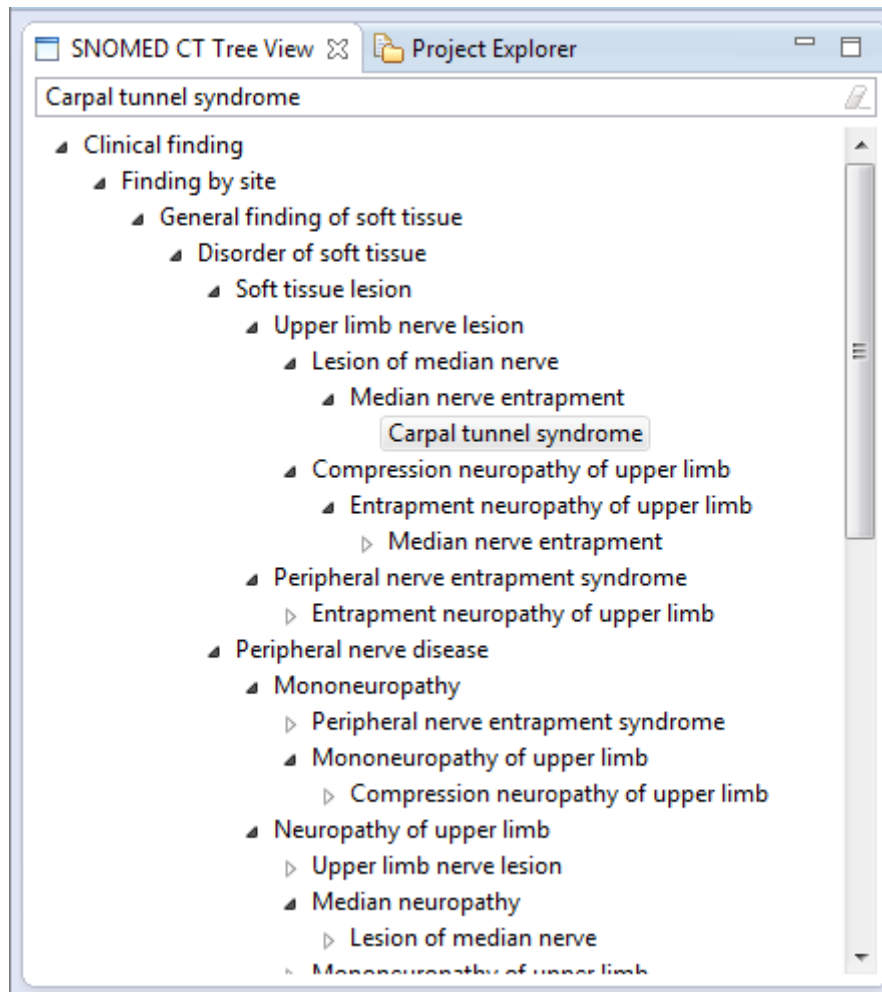 SNOMED CT Tree View Project Explorer
Carpal tunnel syndrome
Clinical finding
Finding by site
General finding of soft tissue
Disorder of soft tissue
Soft tissue lesion
Upper limb nerve lesion
Lesion of median nerve
Median nerve entrapment
Carpal tunnel syndrome
Compression neuropathy of upper limb
Entrapment neuropathy of upper limb
Median nerve entrapment
Peripheral nerve entrapment syndrome
Entrapment neuropathy of upper limb
Peripheral nerve disease
Mononeuropathy
Peripheral nerve entrapment syndrome
Mononeuropathy of upper limb
Compression neuropathy of upper limb
Neuropathy of upper limb
Upper limb nerve lesion
Median neuropathy
Lesion of median nerve
Mononeuropathy of upper limb